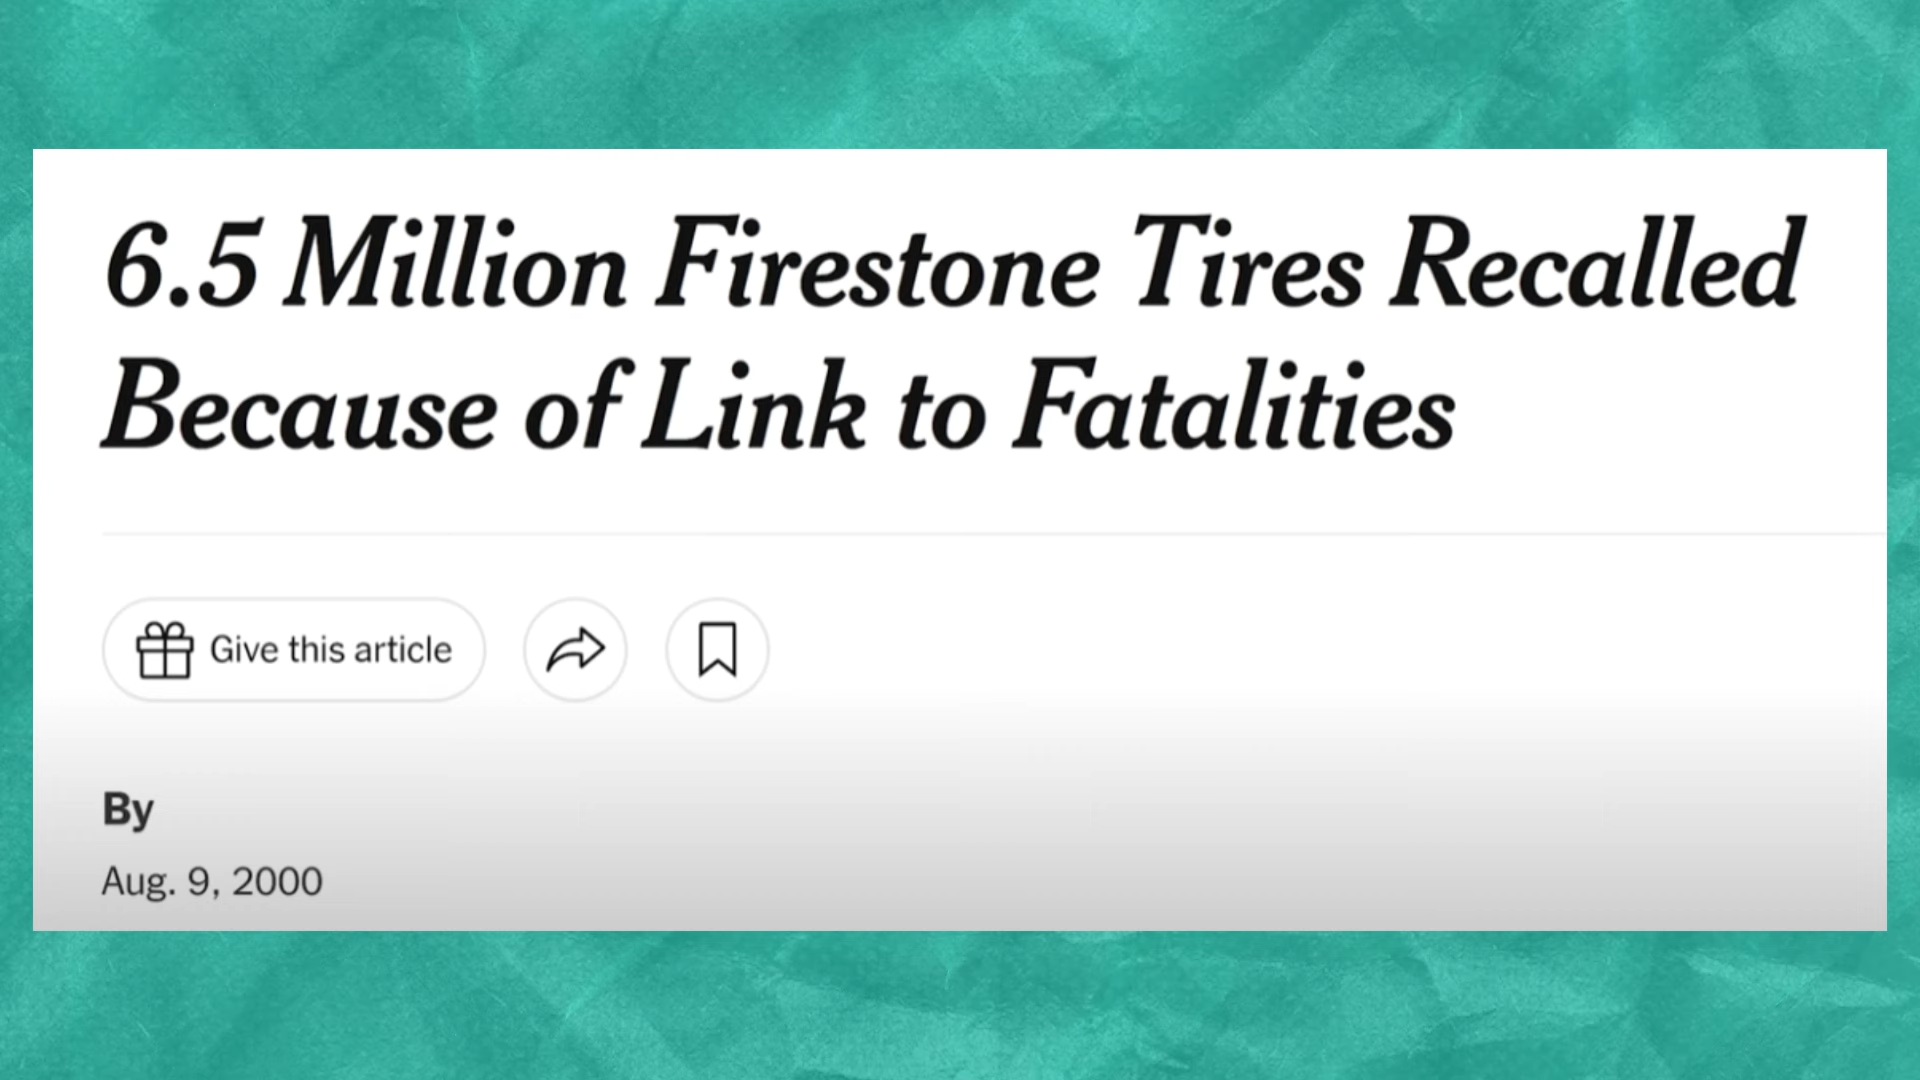 6.5 Million Firestone Tires Recalled
Because of Link to Fatalities
Give this article
By
Aug. 9, 2000